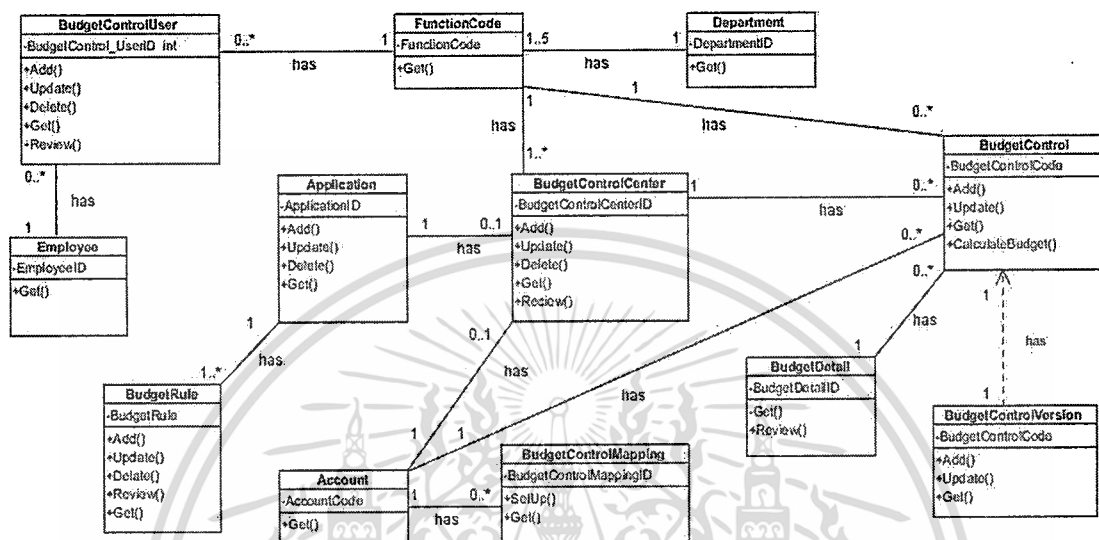 BudgetControlUser
-BudgetControl_UserID int
+Add()
+Update()
+Delete()
+Get()
+Review()
0..*
1
has
FunctionCode
-FunctionCode
+Get()
1..5
1
has
Department
-DepartmentID
+Get()
1
has
1..*
1
has
0..*
0..*
has
1
Employee
-EmployeeID
+Get()
Application
-ApplicationID
+Add()
+Update()
+Delete()
+Get()
1
0..1
has
BudgetControlCenter
-BudgetControlCenterID
+Add()
+Update()
+Delete()
+Get()
+Review()
1
0..*
has
BudgetControl
-BudgetControlCode
+Add()
+Update()
+Get()
+CalculateBudget()
0..*
0..*
1
has
1..*
0..1
has
1
has
1
has
1
1
has
1
BudgetRule
-BudgetRule
+Add()
+Update()
+Delete()
+Review()
+Get()
BudgetDetail
-BudgetDetailID
-Get()
+Review()
BudgetControlVersion
-BudgetControlCode
+Add()
+Update()
+Get()
Account
-AccountCode
+Get()
1
0..*
has
BudgetControlMapping
-BudgetControlMappingID
+SetUp()
+Get()